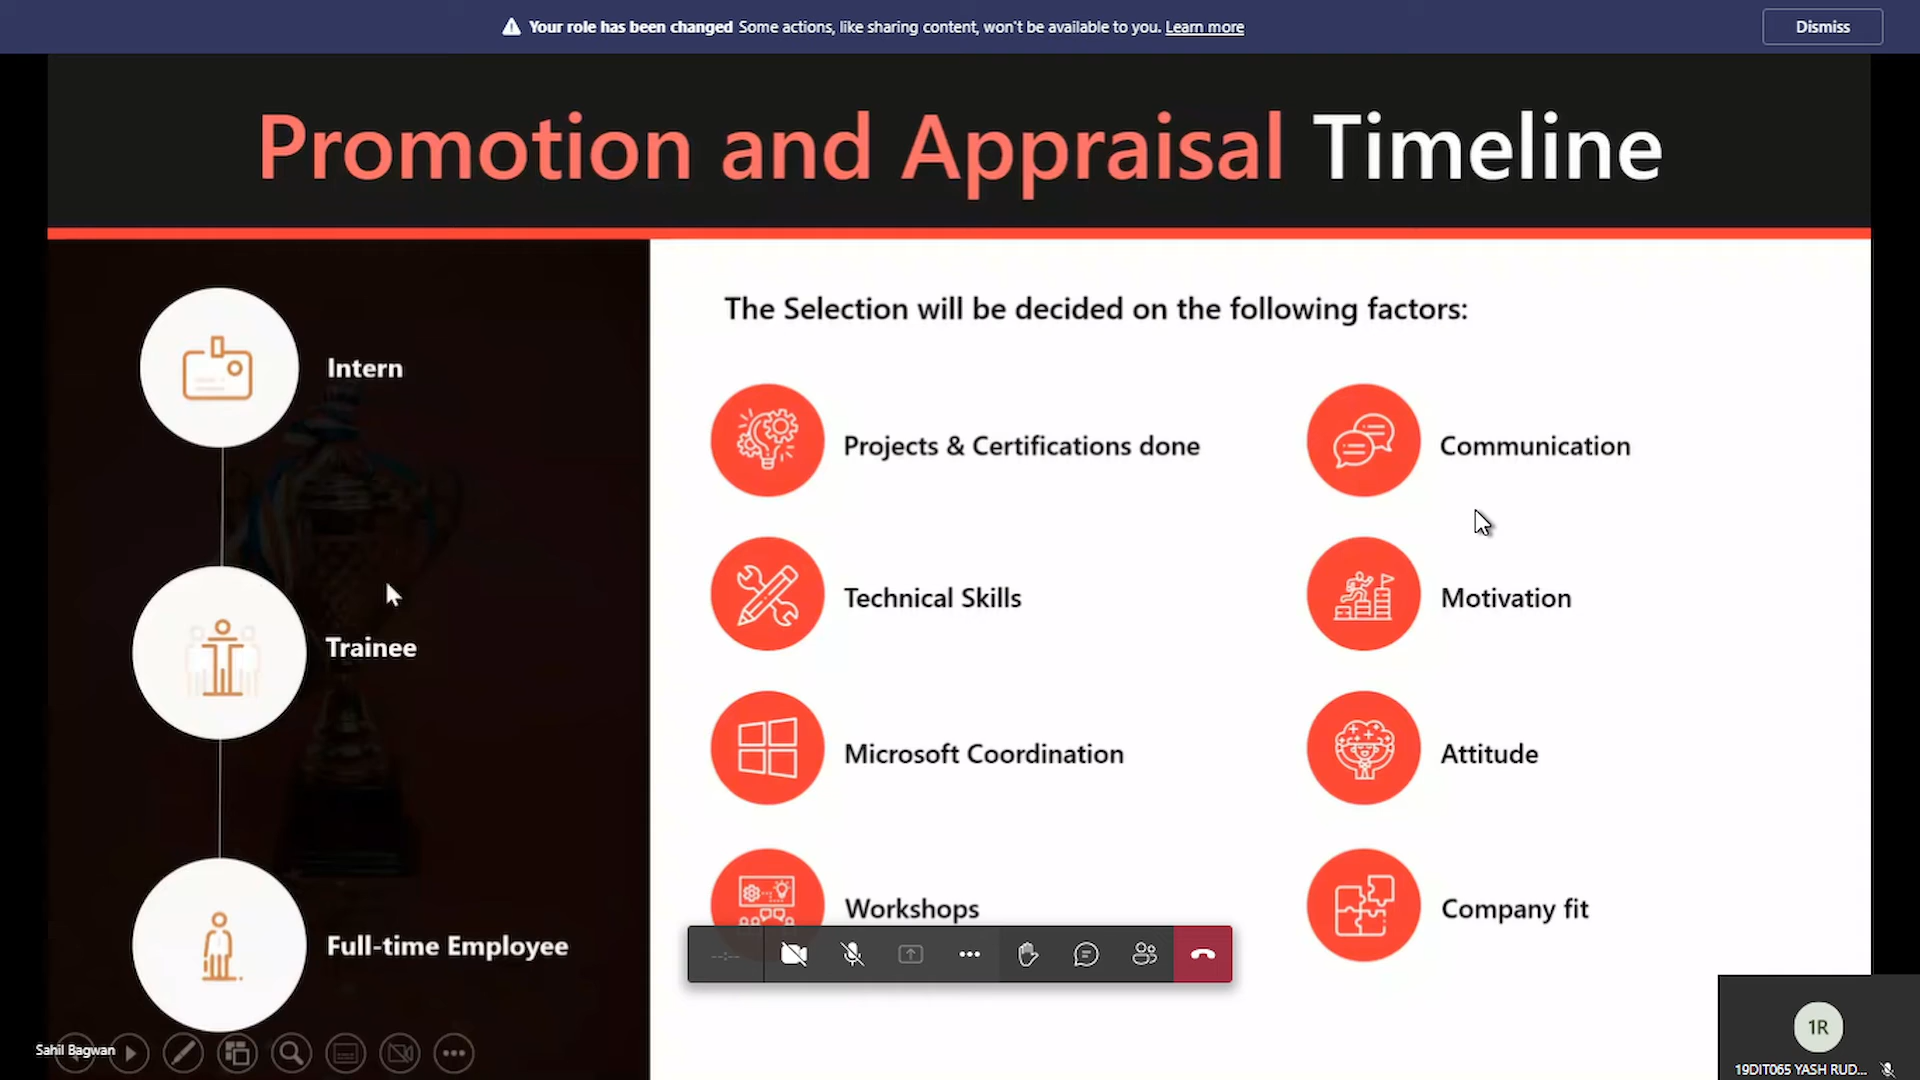 Your role has been changed Some actions, like sharing content, won't be available to you. Learn more
Dismiss
Promotion and Appraisal Timeline
Intern
Trainee
Full-time Employee
The Selection will be decided on the following factors:
Projects & Certifications done
Communication
Technical Skills
Motivation
Microsoft Coordination
Attitude
Workshops
Company fit
Sahil Bagwan
1R
19DIT065 YASH RUD...